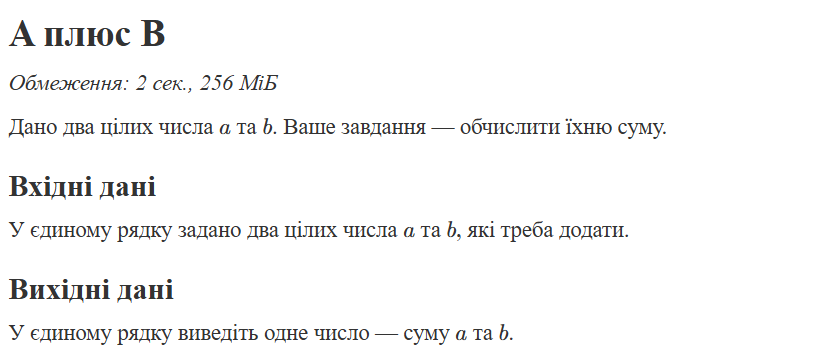 А плюс B
Обмеження: 2 сек., 256 МіБ
Дано два цілих числа a та b. Ваше завдання — обчислити їхню суму.
Вхідні дані
У єдиному рядку задано два цілих числа a та b, які треба додати.
Вихідні дані
У єдиному рядку виведіть одне число — суму a та b.